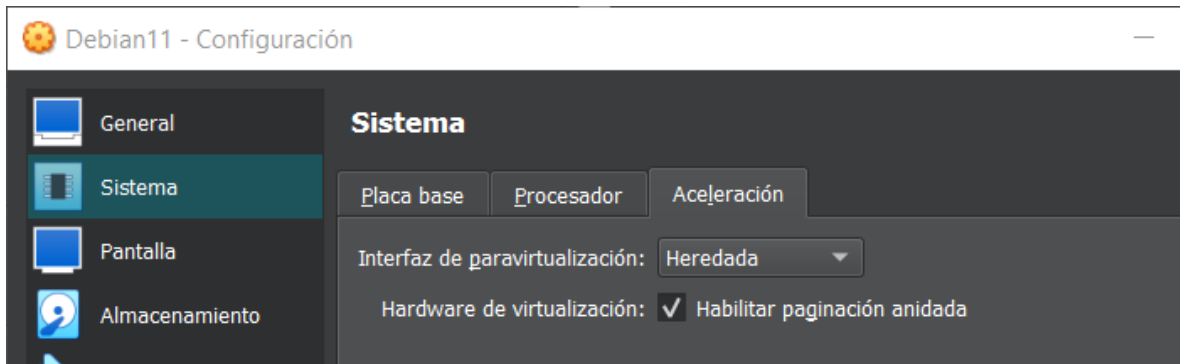 Debian11 - Configuración
General
Sistema
Pantalla
Almacenamiento
Sistema
Placa base Procesador Aceleración
Interfaz de paravirtualización: Heredada
Hardware de virtualización: Habilitar paginación anidada